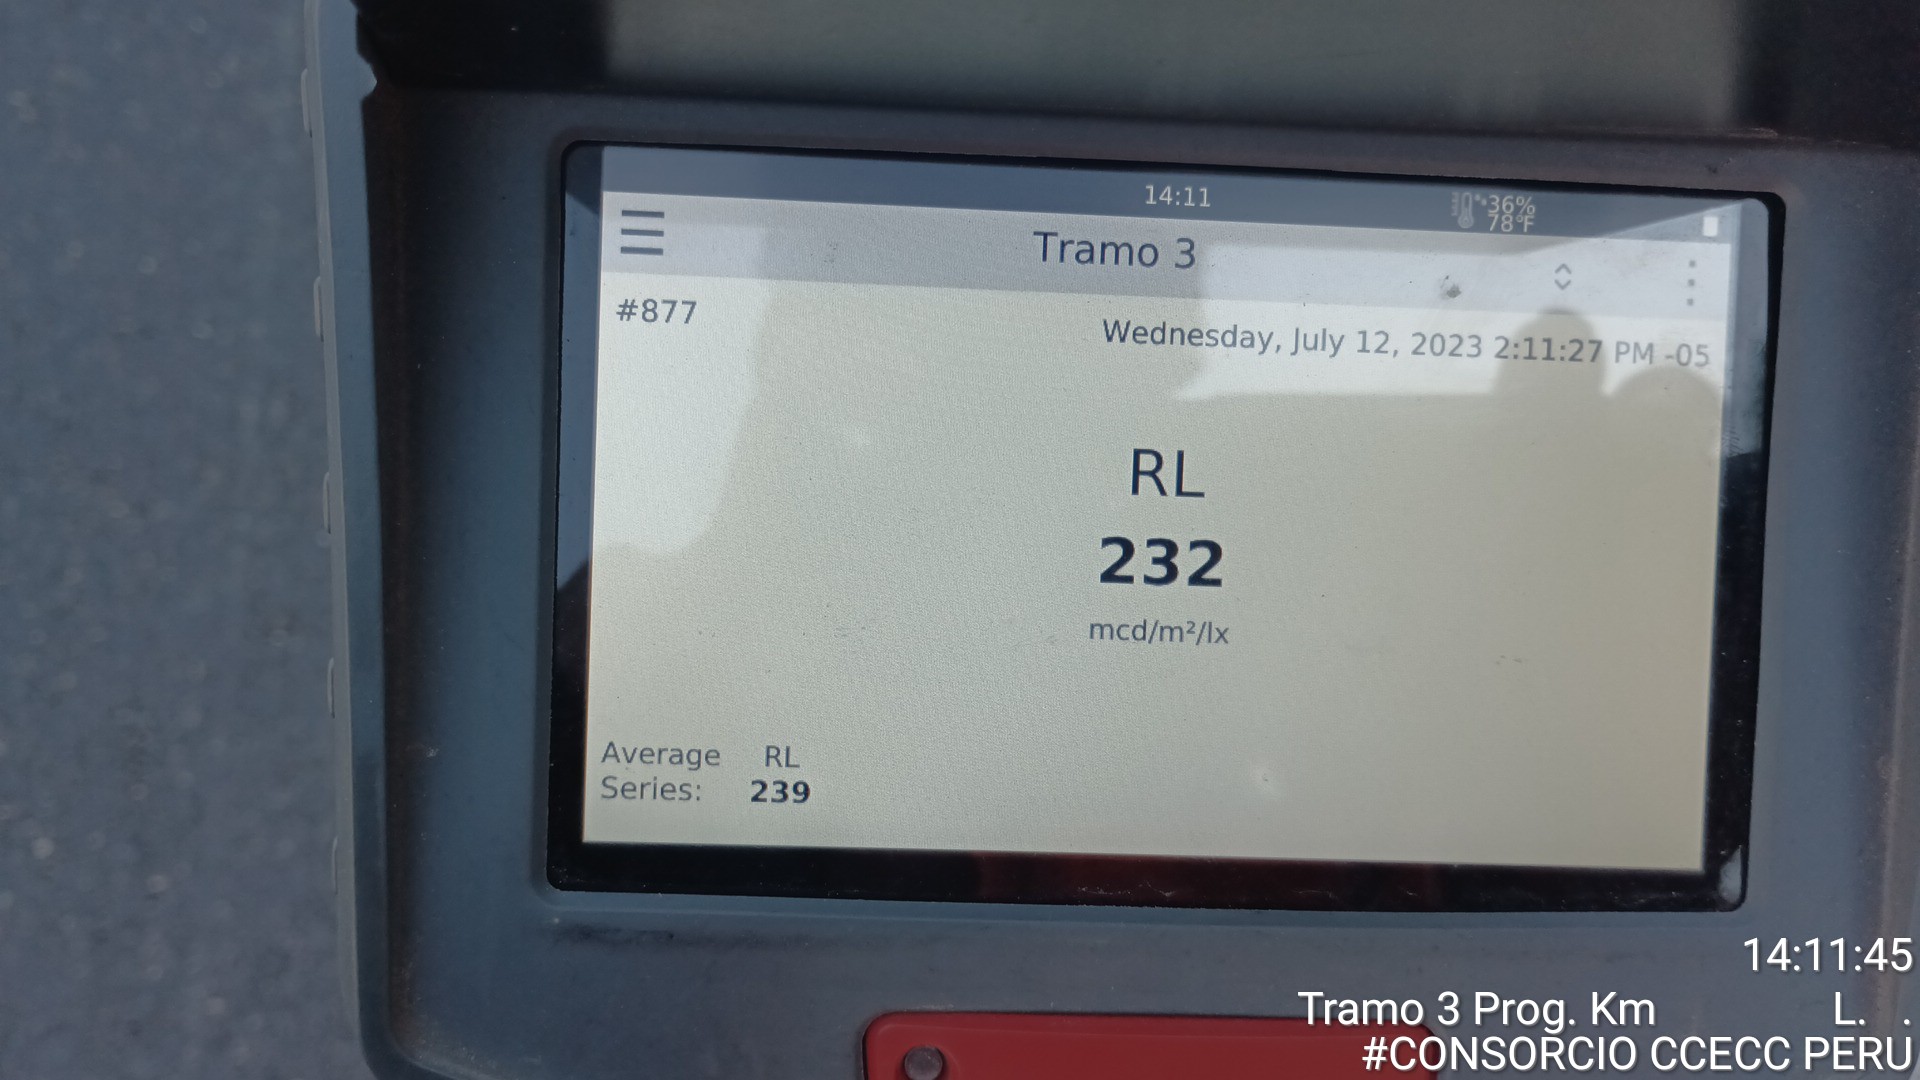 14:11
36%
78°F
Tramo 3
#877
Wednesday, July 12, 2023 2:11:27 PM -05
RL
232
mcd/m²/lx
Average RL
Series: 239
14:11:45
Tramo 3 Prog. Km L. .
#CONSORCIO CCECC PERU